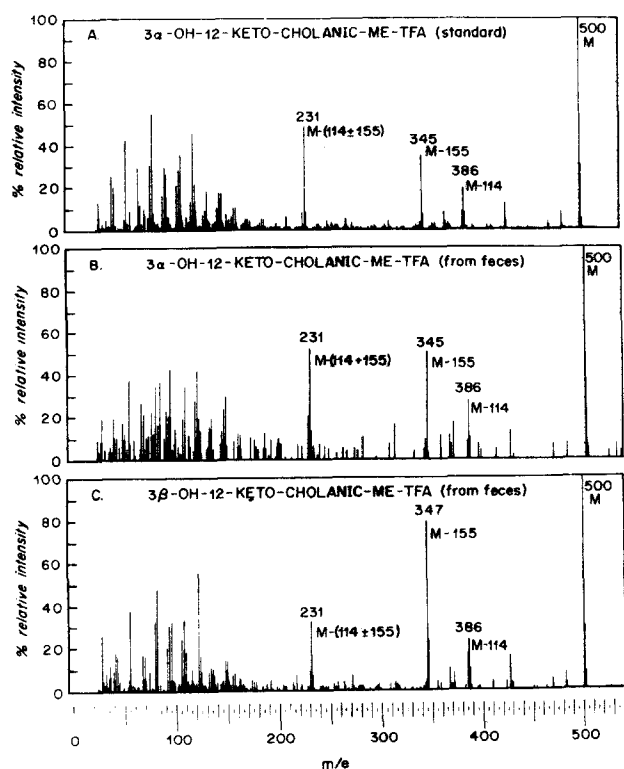 A. 3α-OH-12-KETO-CHOLANIC-ME-TFA (standard)
500
M
231
M-(114±155)
345
M-155
386
M-114
100
80
60
40
20
0
% relative intensity
B. 3α-OH-12-KETO-CHOLANIC-ME-TFA (from feces)
500
M
231
M-(114+155)
345
M-155
386
M-114
100
80
60
40
20
0
% relative intensity
C. 3β-OH-12-KETO-CHOLANIC-ME-TFA (from feces)
500
M
347
M-155
231
M-(114±155)
386
M-114
100
80
60
40
20
0
% relative intensity
0 100 200 300 400 500
m/e